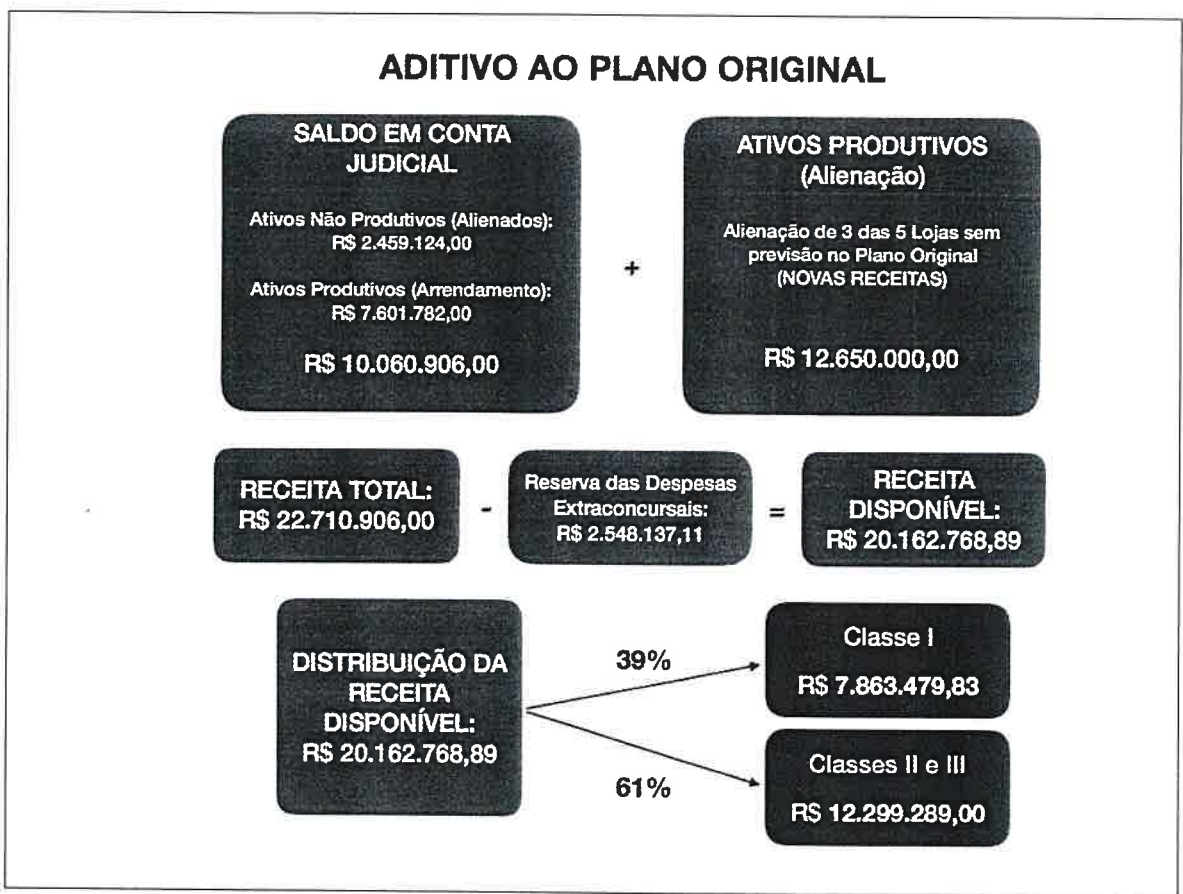 ADITIVO AO PLANO ORIGINAL
SALDO EM CONTA
JUDICIAL
Ativos Não Produtivos (Alienados):
R$ 2.459.124,00
Ativos Produtivos (Arrendamento):
R$ 7.601.782,00
R$ 10.060.906,00
+
ATIVOS PRODUTIVOS
(Alienação)
Alienação de 3 das 5 Lojas sem
previsão no Plano Original
(NOVAS RECEITAS)
R$ 12.650.000,00
RECEITA TOTAL:
R$ 22.710.906,00
-
Reserva das Despesas
Extraconcursais:
R$ 2.548.137,11
=
RECEITA
DISPONÍVEL:
R$ 20.162.768,89
DISTRIBUIÇÃO DA
RECEITA
DISPONÍVEL:
R$ 20.162.768,89
39%
Classe I
R$ 7.863.479,83
61%
Classes II e III
R$ 12.299.289,00